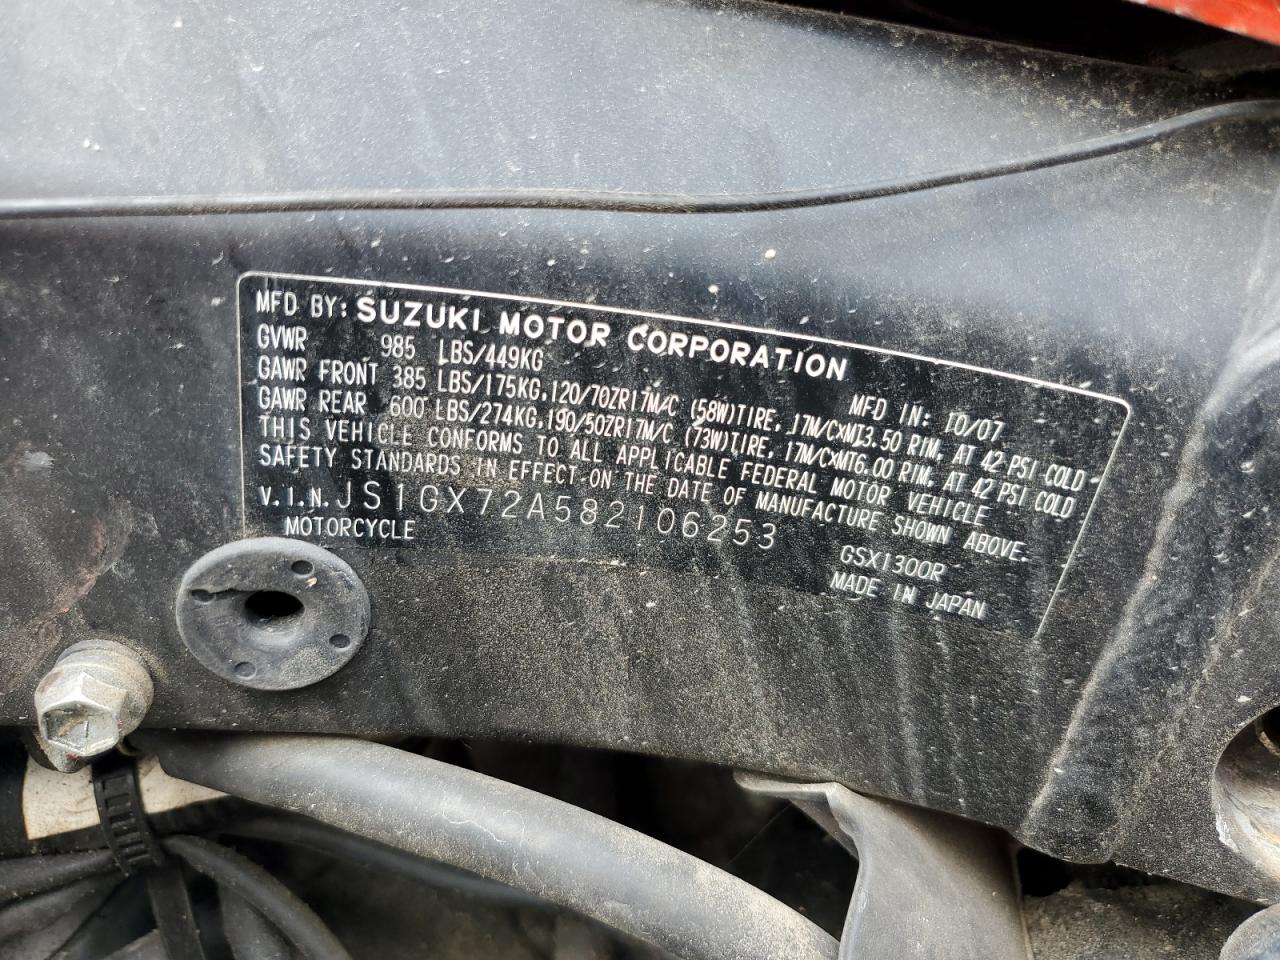 MFD BY: SUZUKI MOTOR CORPORATION
GVWR 985 LBS/449KG MFD IN: 10/07
GAWR FRONT 385 LBS/175KG,120/70ZR17M/C (58W)TIRE, 17M/CXMT3.50 RIM, AT 42 PSI COLD
GAWR REAR 600 LBS/274KG,190/50ZR17M/C (73W)TIRE, 17M/CXMT6.00 RIM, AT 42 PSI COLD
THIS VEHICLE CONFORMS TO ALL APPLICABLE FEDERAL MOTOR VEHICLE
SAFETY STANDARDS IN EFFECT ON THE DATE OF MANUFACTURE SHOWN ABOVE.
V.I.N. JS1GX72A582106253 GSX1300R
MOTORCYCLE MADE IN JAPAN